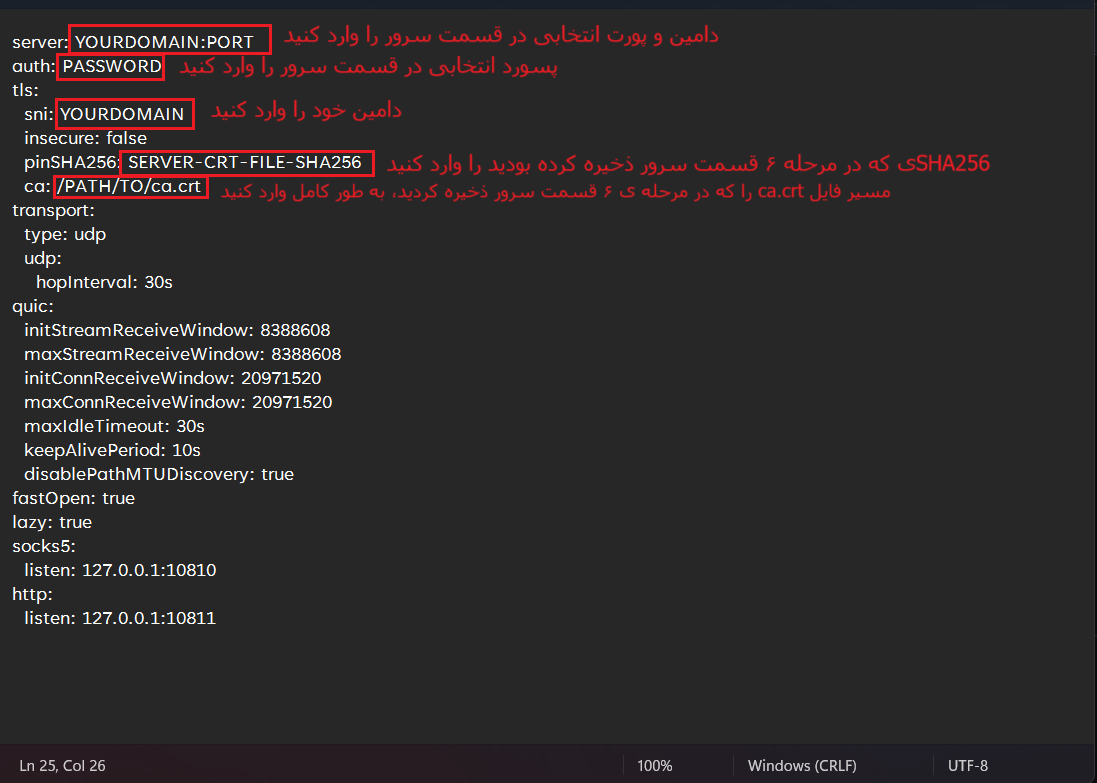 server: YOURDOMAIN:PORT دامین و پورت انتخابی در قسمت سرور را وارد کنید
auth: PASSWORD پسورد انتخابی در قسمت سرور را وارد کنید
tls:
sni: YOURDOMAIN دامین خود را وارد کنید
insecure: false
pinSHA256: SERVER-CRT-FILE-SHA256 SHA256ی که در مرحله ۶ قسمت سرور ذخیره کرده بودید را وارد کنید
ca: /PATH/TO/ca.crt مسیر فایل ca.crt را که در مرحله ی ۶ قسمت سرور ذخیره کردید، به طور کامل وارد کنید
transport:
type: udp
udp:
hopInterval: 30s
quic:
initStreamReceiveWindow: 8388608
maxStreamReceiveWindow: 8388608
initConnReceiveWindow: 20971520
maxConnReceiveWindow: 20971520
maxIdleTimeout: 30s
keepAlivePeriod: 10s
disablePathMTUDiscovery: true
fastOpen: true
lazy: true
socks5:
listen: 127.0.0.1:10810
http:
listen: 127.0.0.1:10811
Ln 25, Col 26 100% Windows (CRLF) UTF-8